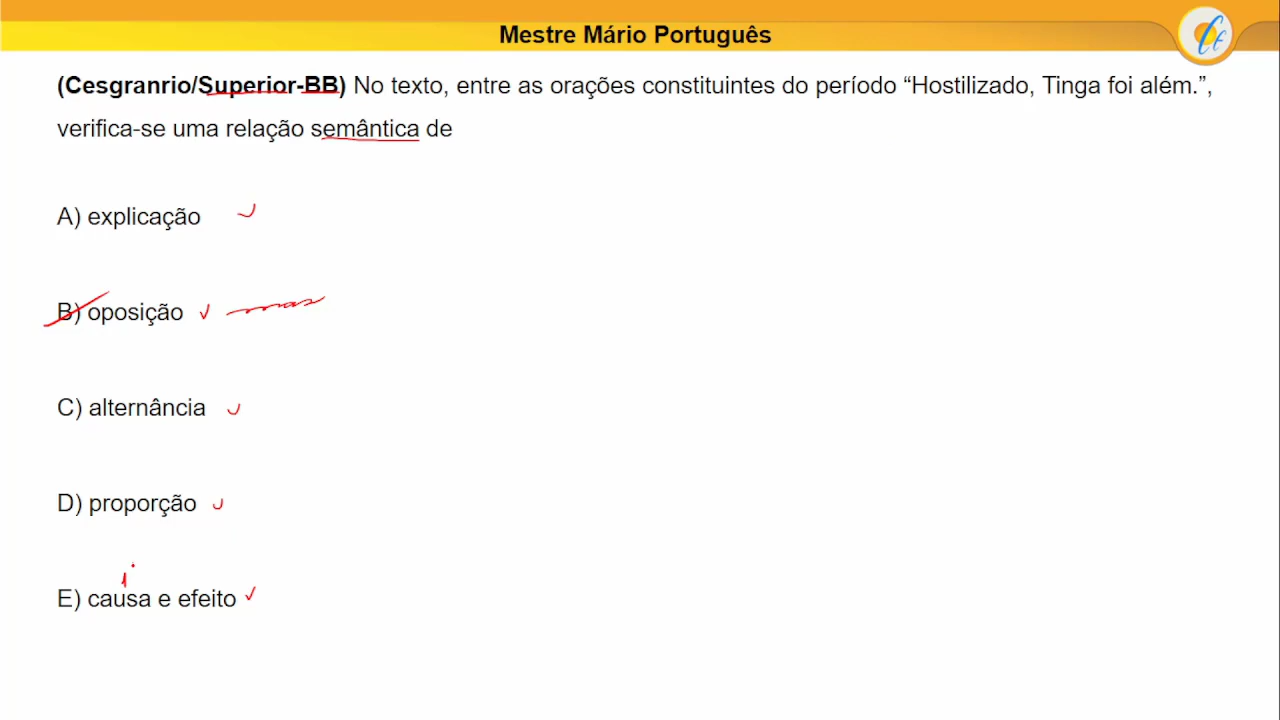 Mestre Mário Português
(Cesgranrio/Superior-BB) No texto, entre as orações constituintes do período “Hostilizado, Tinga foi além.”,
verifica-se uma relação semântica de
A) explicação
B) oposição mas
C) alternância
D) proporção
E) causa e efeito